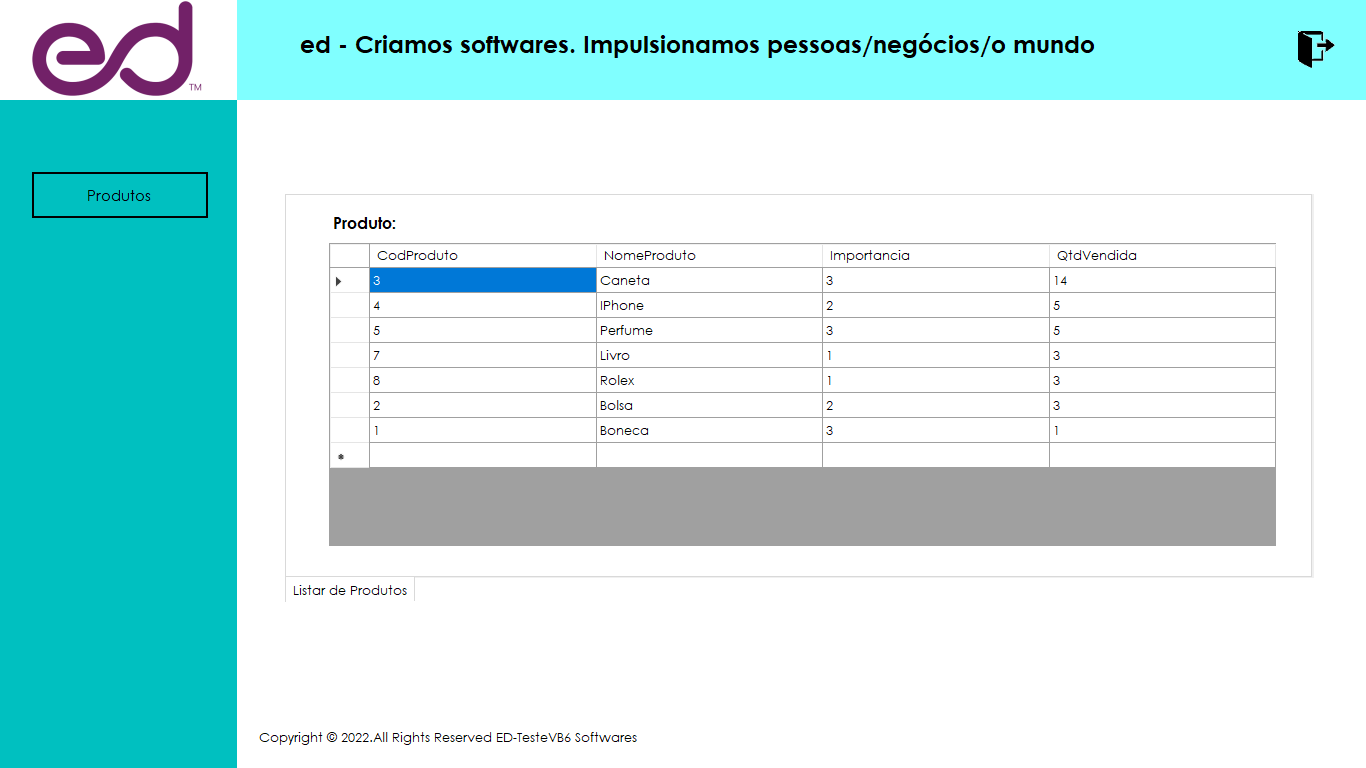 ed
TM
ed - Criamos softwares. Impulsionamos pessoas/negócios/o mundo
Produtos
Produto:
CodProduto NomeProduto Importancia QtdVendida
3 Caneta 3 14
4 IPhone 2 5
5 Perfume 3 5
7 Livro 1 3
8 Rolex 1 3
2 Bolsa 2 3
1 Boneca 3 1
*
Listar de Produtos
Copyright © 2022.All Rights Reserved ED-TesteVB6 Softwares